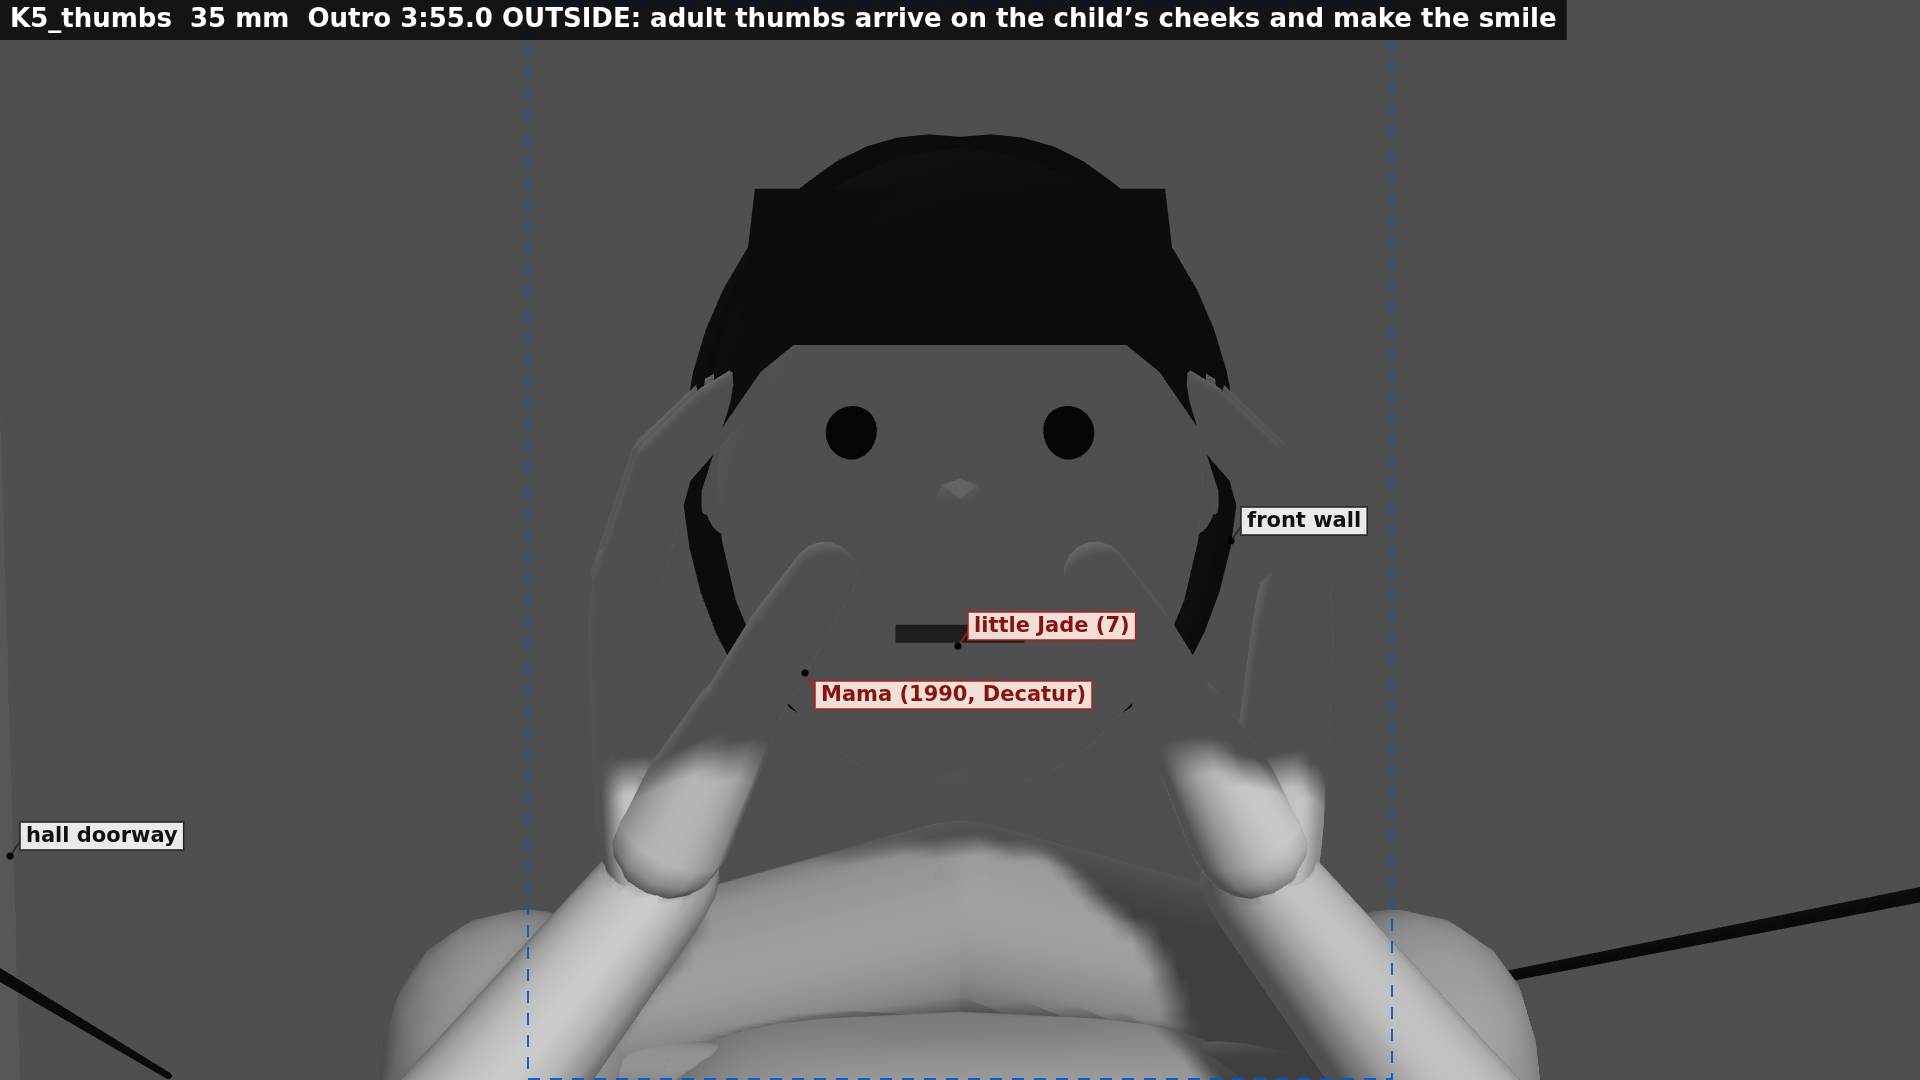 K5_thumbs  35 mm  Outro 3:55.0 OUTSIDE: adult thumbs arrive on the child’s cheeks and make the smile
front wall
little Jade (7)
Mama (1990, Decatur)
hall doorway